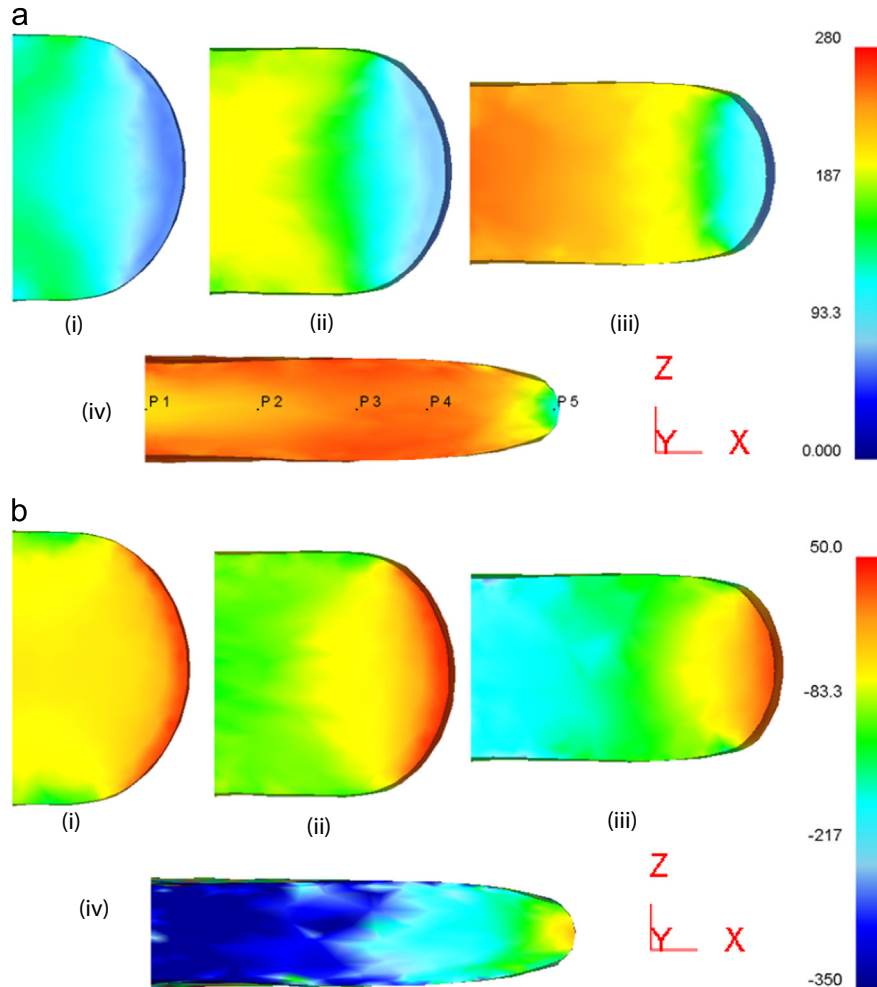 a
280
187
93.3
0.000
(i)
(ii)
(iii)
(iv)
P 1
P 2
P 3
P 4
P 5
Z
Y
X
b
50.0
-83.3
-217
-350
(i)
(ii)
(iii)
(iv)
Z
Y
X